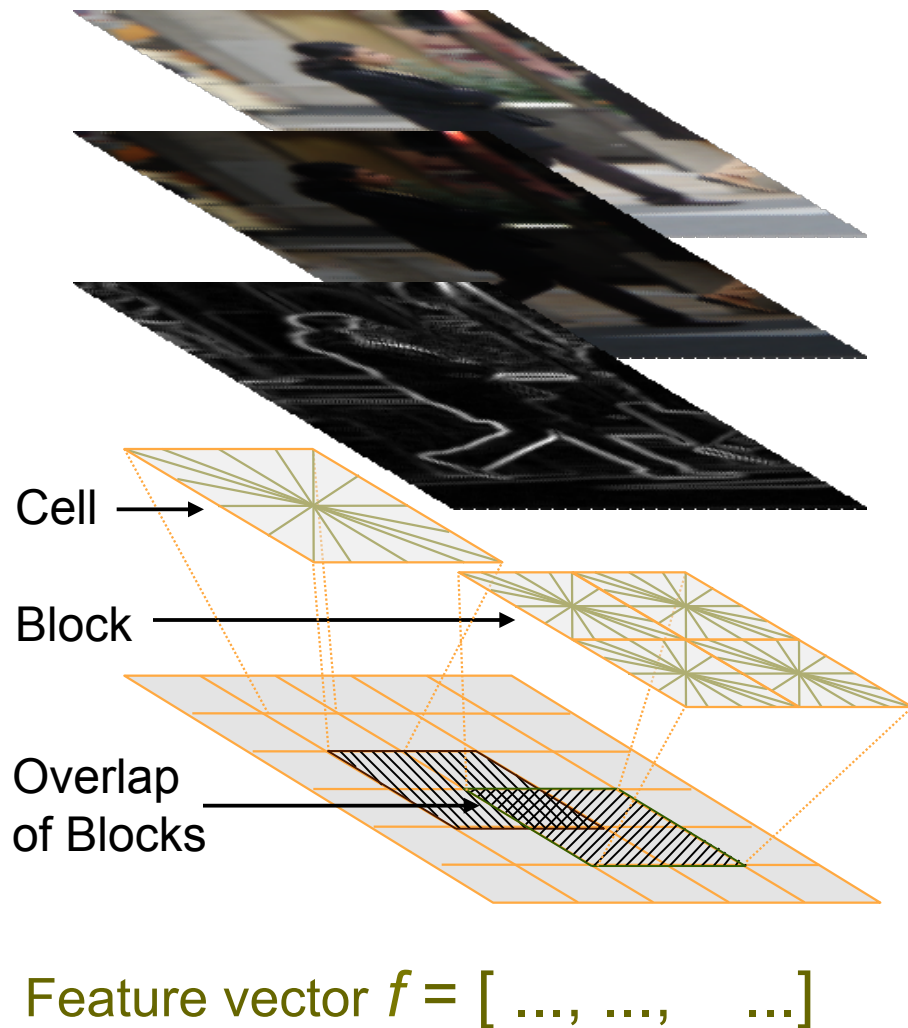 Cell
Block
Overlap
of Blocks
Feature vector f = [ ..., ..., ...]